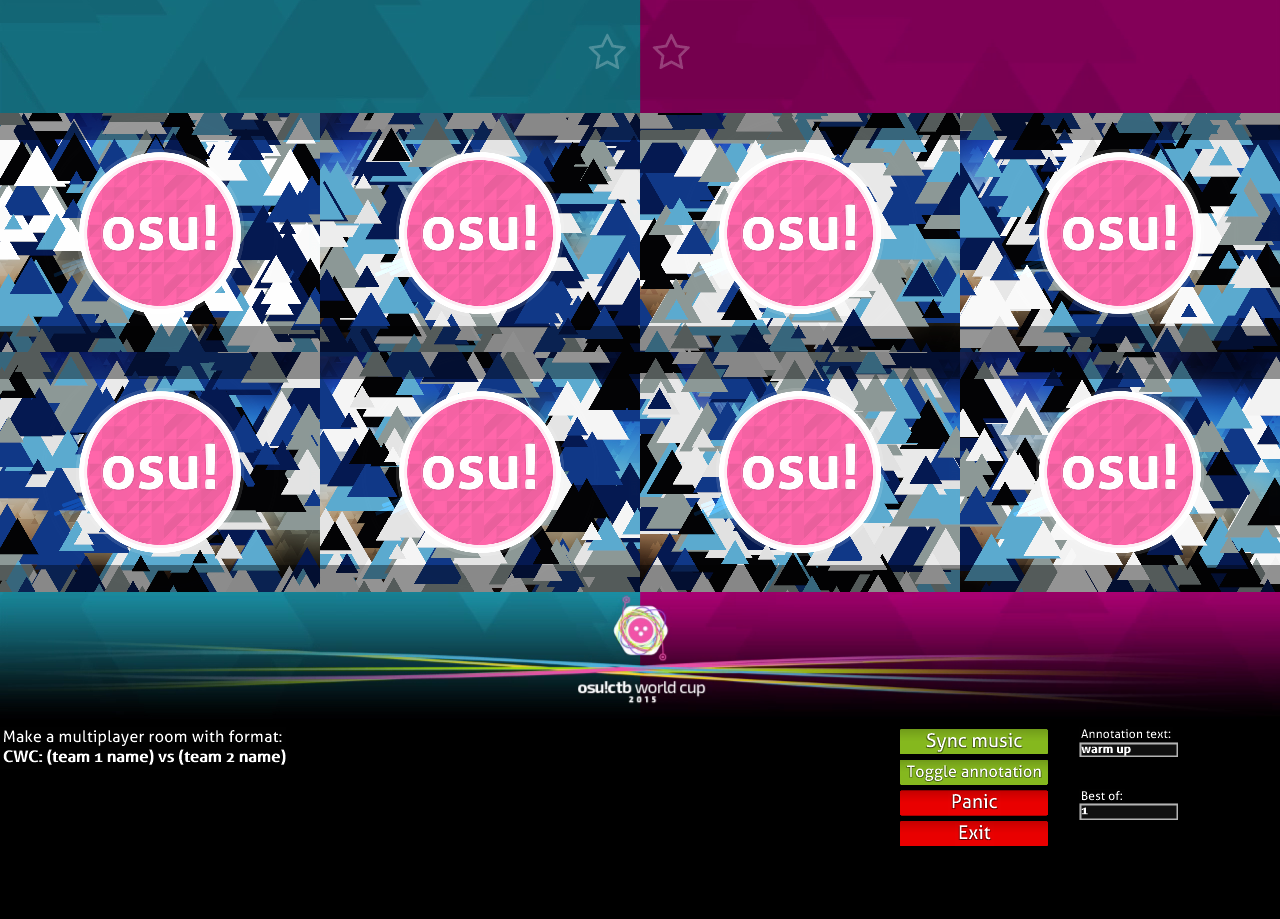 osu!
osu!
osu!
osu!
osu!
osu!
osu!
osu!
osu!ctb world cup
2015
Make a multiplayer room with format:
CWC: (team 1 name) vs (team 2 name)
Sync music
Toggle annotation
Panic
Exit
Annotation text:
warm up
Best of:
1